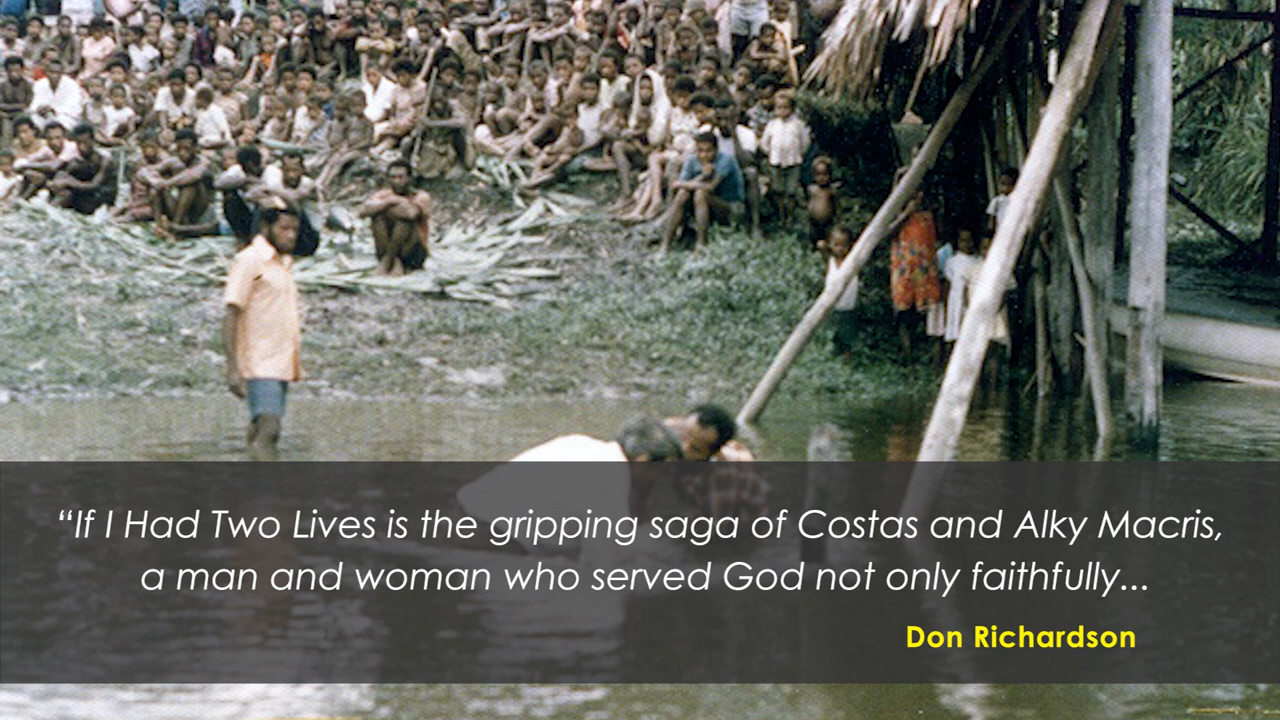 “If I Had Two Lives is the gripping saga of Costas and Alky Macris,
a man and woman who served God not only faithfully...
Don Richardson